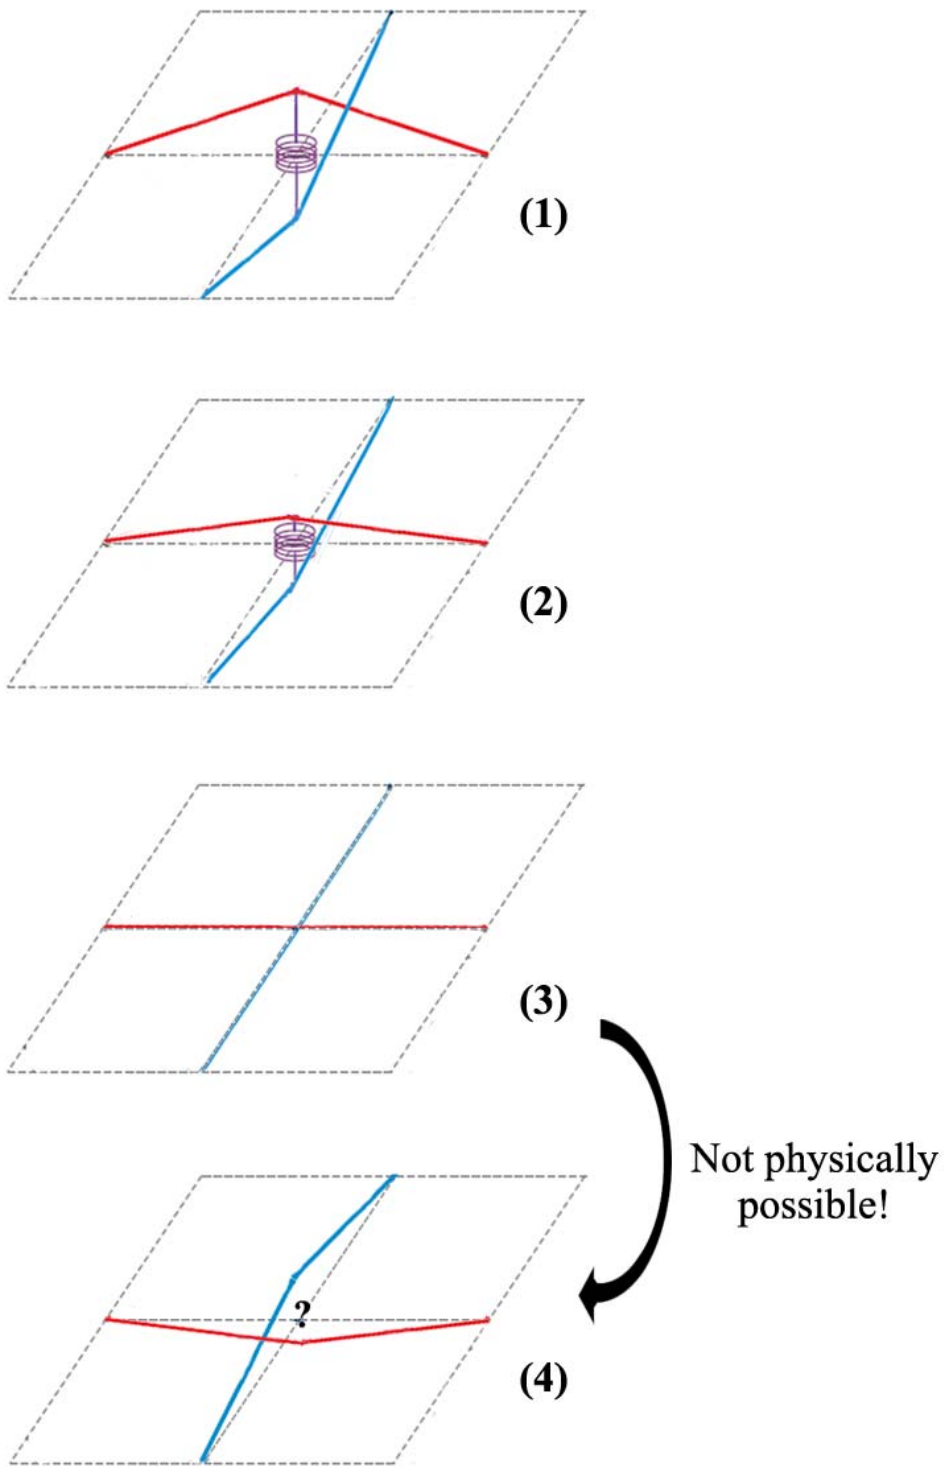 (1)
(2)
(3)
Not physically
possible!
?
(4)